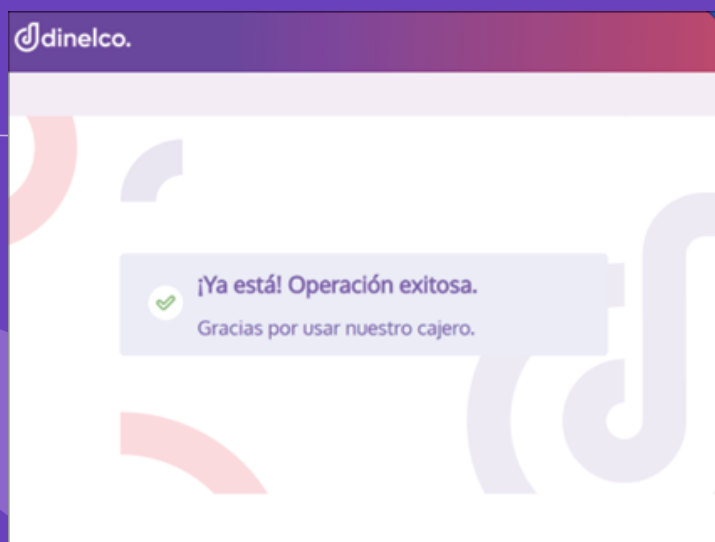 dinelco.
¡Ya está! Operación exitosa.
Gracias por usar nuestro cajero.